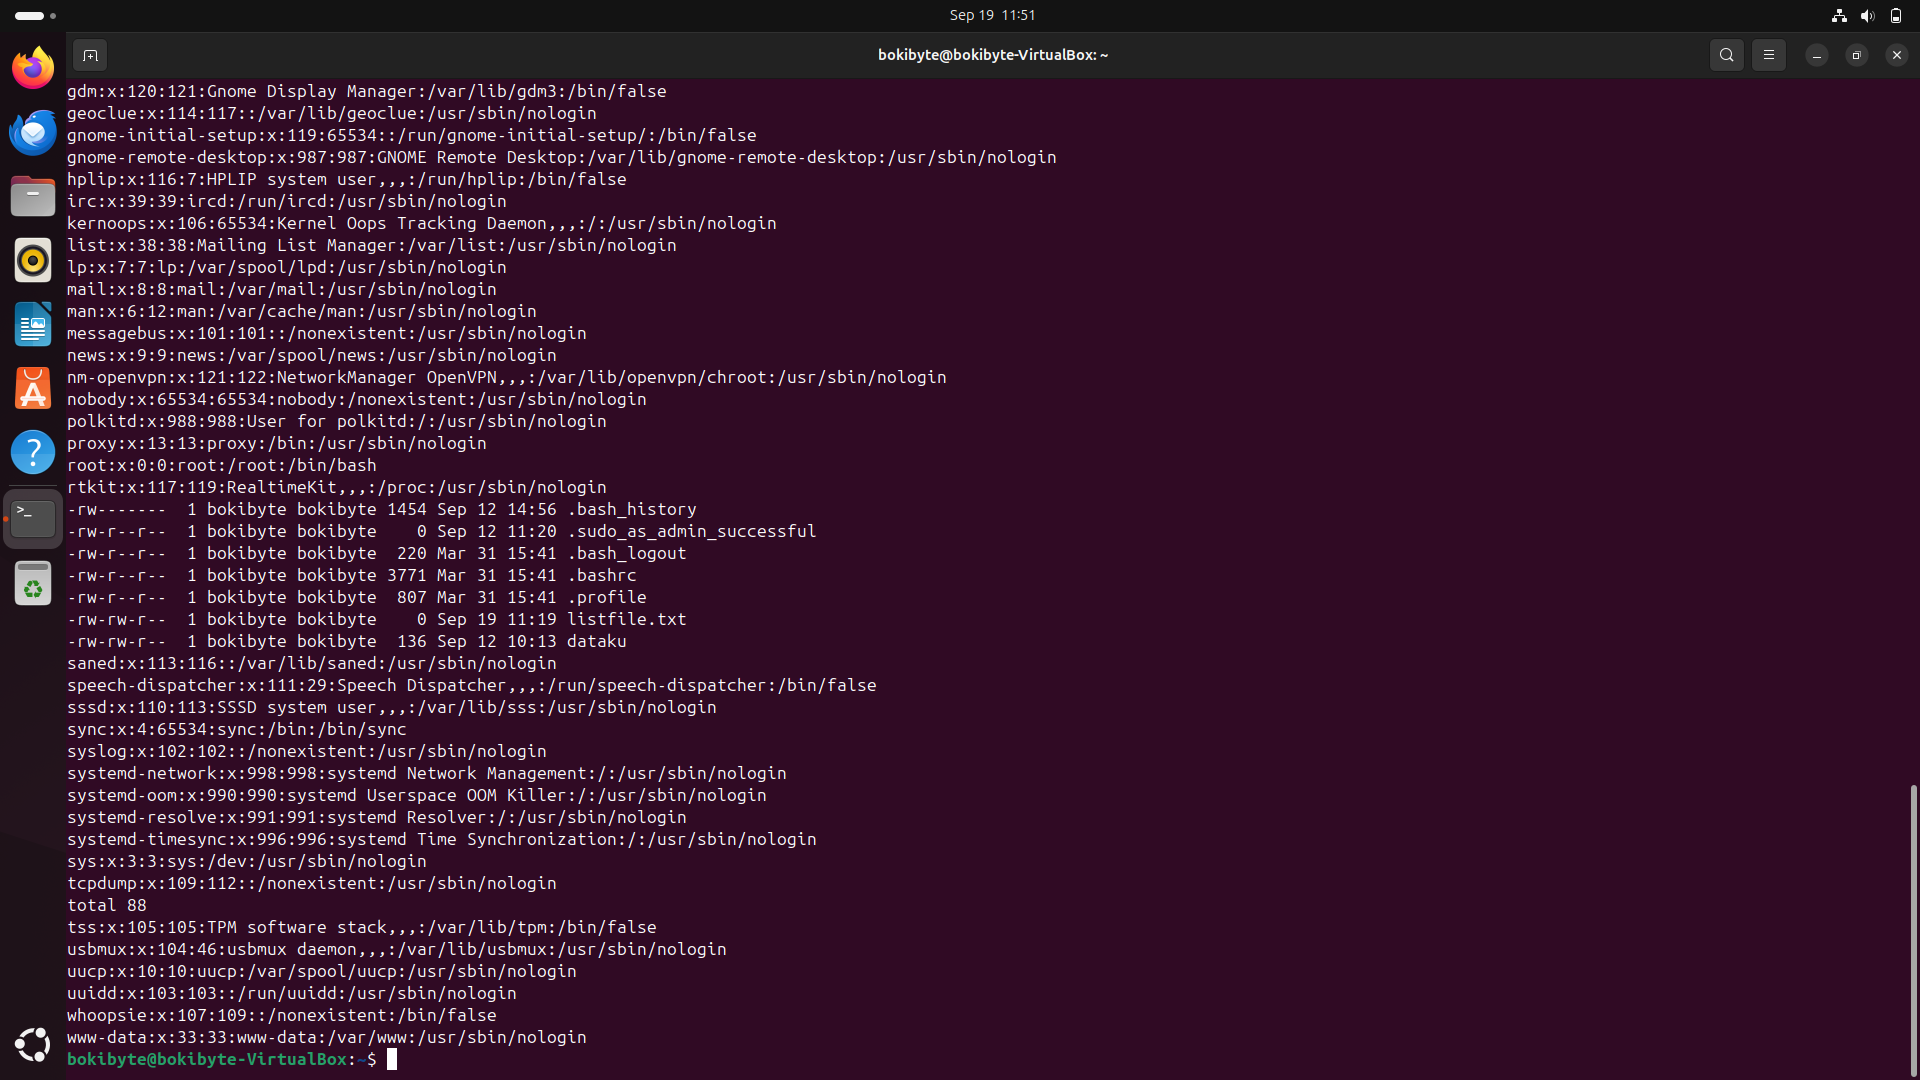 Sep 19 11:51
bokibyte@bokibyte-VirtualBox: ~
gdm:x:120:121:Gnome Display Manager:/var/lib/gdm3:/bin/false
geoclue:x:114:117::/var/lib/geoclue:/usr/sbin/nologin
gnome-initial-setup:x:119:65534::/run/gnome-initial-setup/:/bin/false
gnome-remote-desktop:x:987:987:GNOME Remote Desktop:/var/lib/gnome-remote-desktop:/usr/sbin/nologin
hplip:x:116:7:HPLIP system user,,,:/run/hplip:/bin/false
irc:x:39:39:ircd:/run/ircd:/usr/sbin/nologin
kernoops:x:106:65534:Kernel Oops Tracking Daemon,,,:/:/usr/sbin/nologin
list:x:38:38:Mailing List Manager:/var/list:/usr/sbin/nologin
lp:x:7:7:lp:/var/spool/lpd:/usr/sbin/nologin
mail:x:8:8:mail:/var/mail:/usr/sbin/nologin
man:x:6:12:man:/var/cache/man:/usr/sbin/nologin
messagebus:x:101:101::/nonexistent:/usr/sbin/nologin
news:x:9:9:news:/var/spool/news:/usr/sbin/nologin
nm-openvpn:x:121:122:NetworkManager OpenVPN,,,:/var/lib/openvpn/chroot:/usr/sbin/nologin
nobody:x:65534:65534:nobody:/nonexistent:/usr/sbin/nologin
polkitd:x:988:988:User for polkitd:/:/usr/sbin/nologin
proxy:x:13:13:proxy:/bin:/usr/sbin/nologin
root:x:0:0:root:/root:/bin/bash
rtkit:x:117:119:RealtimeKit,,,:/proc:/usr/sbin/nologin
-rw-------  1 bokibyte bokibyte 1454 Sep 12 14:56 .bash_history
-rw-r--r--  1 bokibyte bokibyte    0 Sep 12 11:20 .sudo_as_admin_successful
-rw-r--r--  1 bokibyte bokibyte  220 Mar 31 15:41 .bash_logout
-rw-r--r--  1 bokibyte bokibyte 3771 Mar 31 15:41 .bashrc
-rw-r--r--  1 bokibyte bokibyte  807 Mar 31 15:41 .profile
-rw-rw-r--  1 bokibyte bokibyte    0 Sep 19 11:19 listfile.txt
-rw-rw-r--  1 bokibyte bokibyte  136 Sep 12 10:13 dataku
saned:x:113:116::/var/lib/saned:/usr/sbin/nologin
speech-dispatcher:x:111:29:Speech Dispatcher,,,:/run/speech-dispatcher:/bin/false
sssd:x:110:113:SSSD system user,,,:/var/lib/sss:/usr/sbin/nologin
sync:x:4:65534:sync:/bin:/bin/sync
syslog:x:102:102::/nonexistent:/usr/sbin/nologin
systemd-network:x:998:998:systemd Network Management:/:/usr/sbin/nologin
systemd-oom:x:990:990:systemd Userspace OOM Killer:/:/usr/sbin/nologin
systemd-resolve:x:991:991:systemd Resolver:/:/usr/sbin/nologin
systemd-timesync:x:996:996:systemd Time Synchronization:/:/usr/sbin/nologin
sys:x:3:3:sys:/dev:/usr/sbin/nologin
tcpdump:x:109:112::/nonexistent:/usr/sbin/nologin
total 88
tss:x:105:105:TPM software stack,,,:/var/lib/tpm:/bin/false
usbmux:x:104:46:usbmux daemon,,,:/var/lib/usbmux:/usr/sbin/nologin
uucp:x:10:10:uucp:/var/spool/uucp:/usr/sbin/nologin
uuidd:x:103:103::/run/uuidd:/usr/sbin/nologin
whoopsie:x:107:109::/nonexistent:/bin/false
www-data:x:33:33:www-data:/var/www:/usr/sbin/nologin
bokibyte@bokibyte-VirtualBox:~$